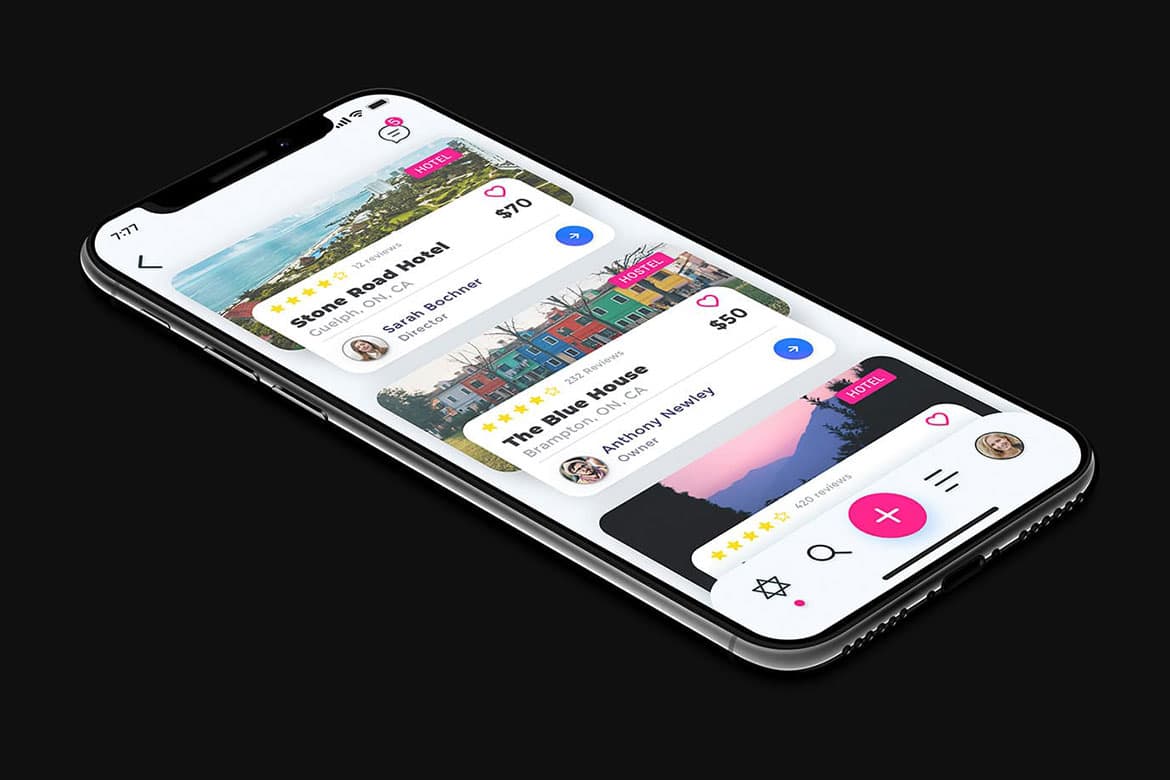 7:77
5
HOTEL
$70
12 reviews
Stone Road Hotel
Guelph, ON, CA
Sarah Bochner
Director
HOSTEL
$50
232 Reviews
The Blue House
Brampton, ON, CA
Anthony Newley
Owner
HOTEL
420 reviews